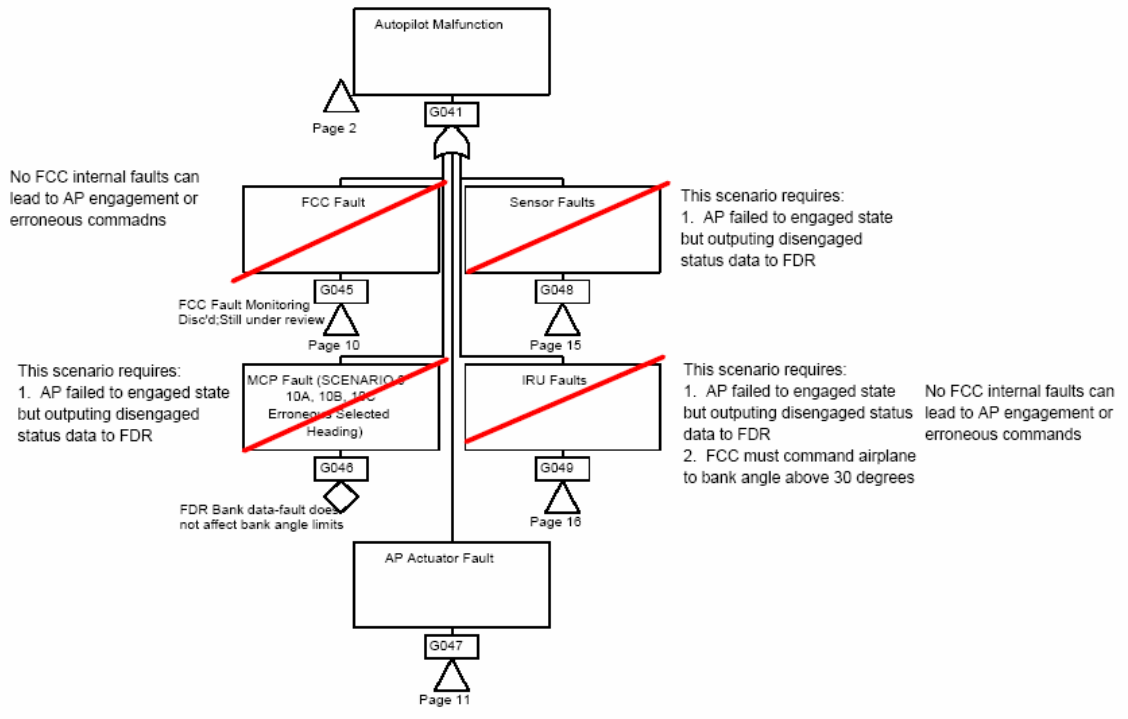 Autopilot Malfunction
Page 2
G041
No FCC internal faults can
lead to AP engagement or
erroneous commadns
FCC Fault
G045
FCC Fault Monitoring
Disc'd;Still under review
Page 10
Sensor Faults
G048
Page 15
This scenario requires:
1. AP failed to engaged state
but outputing disengaged
status data to FDR
This scenario requires:
1. AP failed to engaged state
but outputing disengaged
status data to FDR
MCP Fault (SCENARIO
10A, 10B, 10C
Erroneous Selected
Heading)
G046
FDR Bank data-fault does
not affect bank angle limits
IRU Faults
G049
Page 16
This scenario requires:
1. AP failed to engaged state
but outputing disengaged status
data to FDR
2. FCC must command airplane
to bank angle above 30 degrees
No FCC internal faults can
lead to AP engagement or
erroneous commands
AP Actuator Fault
G047
Page 11